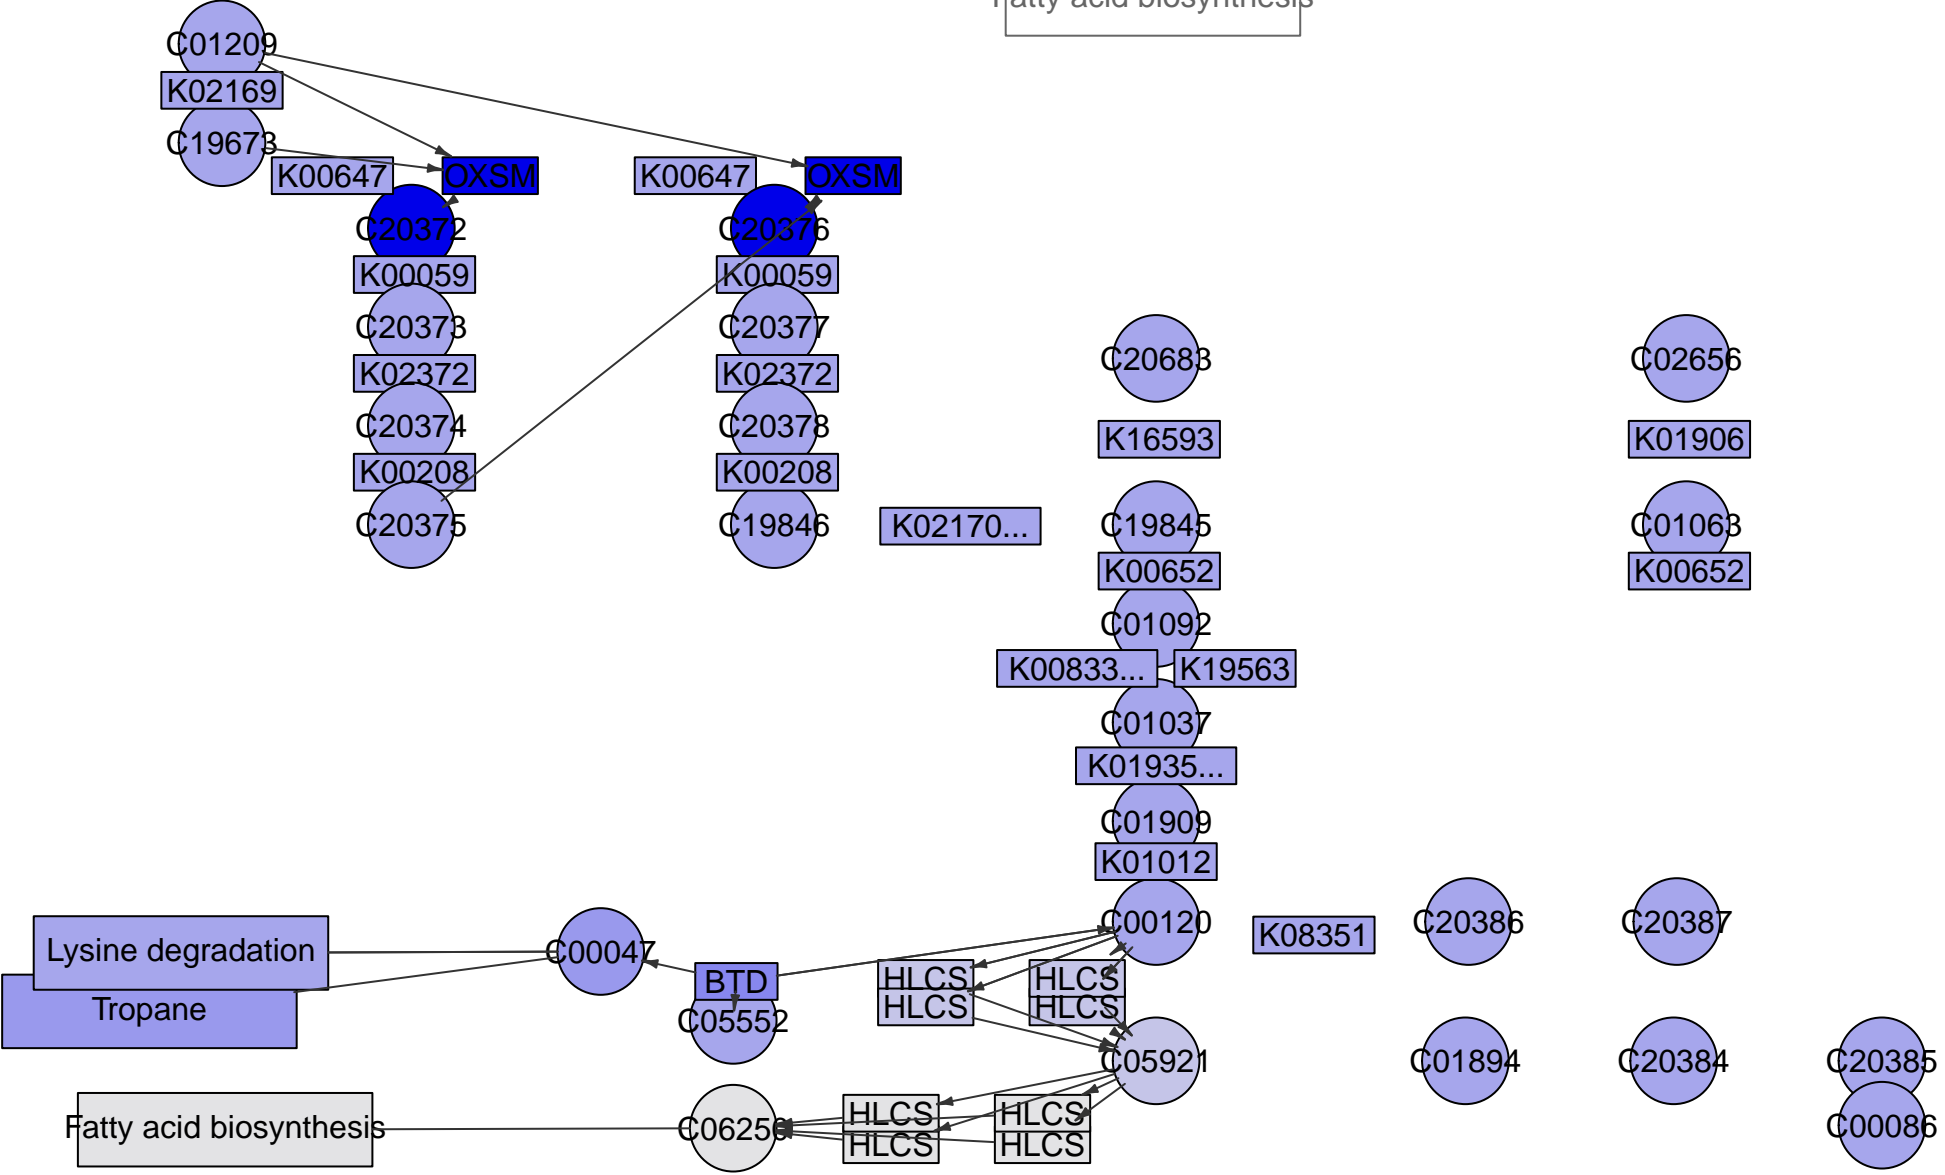 Fatty acid biosynthesis
C01209
K02169
C19673
K00647
OXSM
K00647
OXSM
C20372
C20376
K00059
K00059
C20373
C20377
K02372
K02372
C20683
C02656
C20374
C20378
K16593
K01906
K00208
K00208
C20375
C19846
K02170...
C19845
C01063
K00652
K00652
C01092
K00833...
K19563
C01037
K01935...
C01909
K01012
C00120
K08351
C20386
C20387
Lysine degradation
C00047
BTD
HLCS
HLCS
Tropane
C05552
HLCS
HLCS
C05921
C01894
C20384
C20385
Fatty acid biosynthesis
C06250
HLCS
HLCS
C00086
HLCS
HLCS